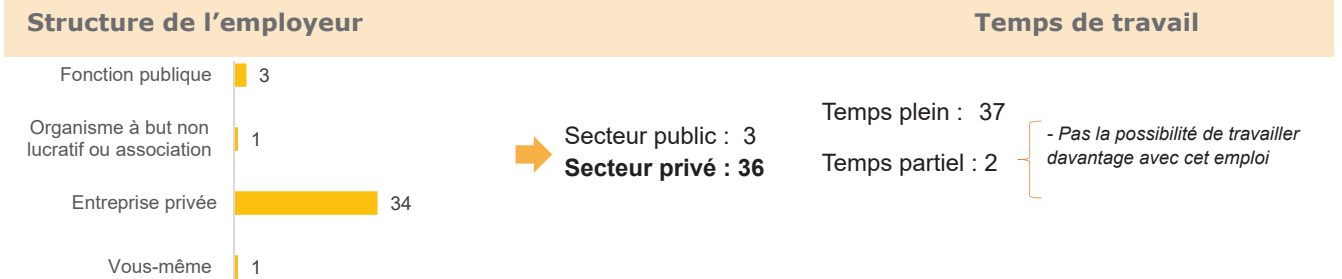 Structure de l’employeur
Temps de travail
Fonction publique
3
Organisme à but non
lucratif ou association
1
Entreprise privée
34
Vous-même
1
Secteur public : 3
Secteur privé : 36
Temps plein : 37
Temps partiel : 2
- Pas la possibilité de travailler
davantage avec cet emploi